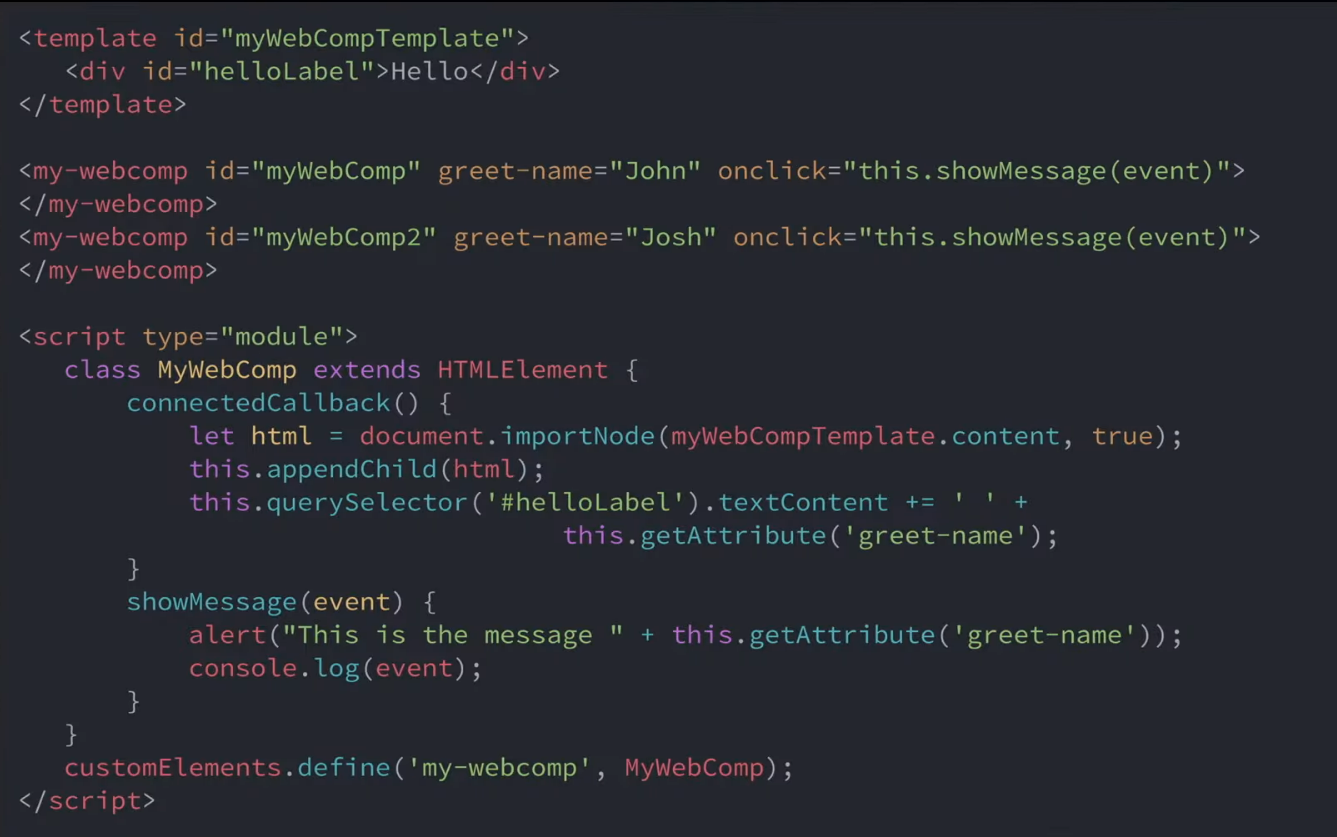 <template id="myWebCompTemplate">
   <div id="helloLabel">Hello</div>
</template>

<my-webcomp id="myWebComp" greet-name="John" onclick="this.showMessage(event)">
</my-webcomp>
<my-webcomp id="myWebComp2" greet-name="Josh" onclick="this.showMessage(event)">
</my-webcomp>

<script type="module">
   class MyWebComp extends HTMLElement {
       connectedCallback() {
           let html = document.importNode(myWebCompTemplate.content, true);
           this.appendChild(html);
           this.querySelector('#helloLabel').textContent += ' ' +
                                   this.getAttribute('greet-name');
       }
       showMessage(event) {
           alert("This is the message " + this.getAttribute('greet-name'));
           console.log(event);
       }
   }
   customElements.define('my-webcomp', MyWebComp);
</script>